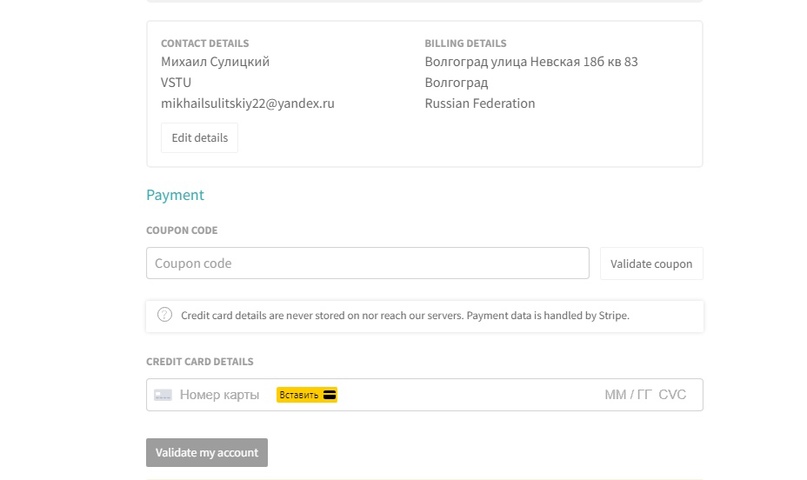 CONTACT DETAILS
Михаил Сулицкий
VSTU
mikhailsulitskiy22@yandex.ru
Edit details
BILLING DETAILS
Волгоград улица Невская 18б кв 83
Волгоград
Russian Federation
Payment
COUPON CODE
Coupon code
Validate coupon
Credit card details are never stored on nor reach our servers. Payment data is handled by Stripe.
CREDIT CARD DETAILS
Номер карты Вставить ММ / ГГ CVC
Validate my account